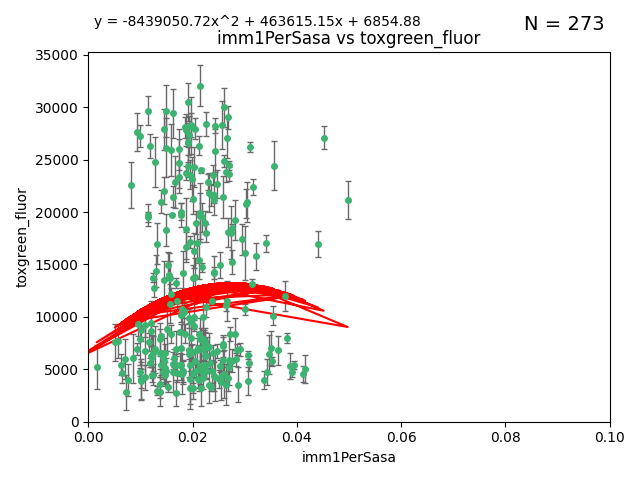 y = -8439050.72x^2 + 463615.15x + 6854.88
N = 273
imm1PerSasa vs toxgreen_fluor
35000
30000
25000
20000
15000
10000
5000
0
toxgreen_fluor
0.00 0.02 0.04 0.06 0.08 0.10
imm1PerSasa